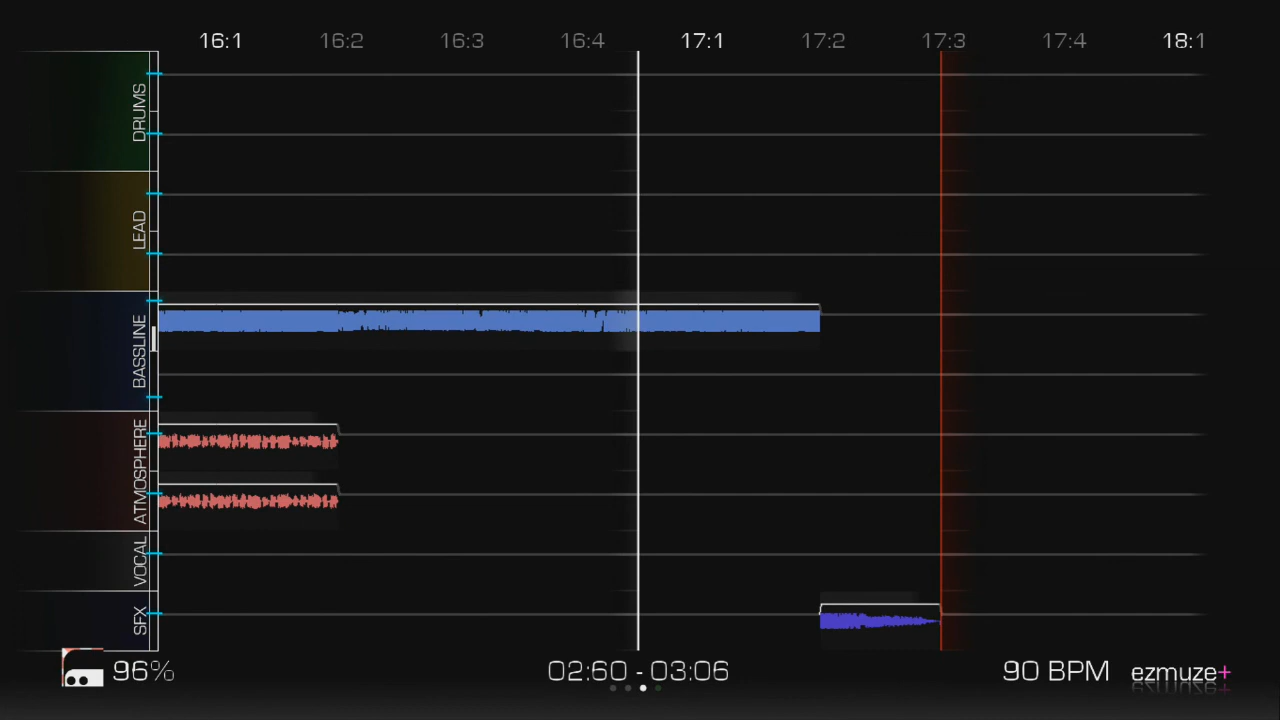 16:1 16:2 16:3 16:4 17:1 17:2 17:3 17:4 18:1
DRUMS
LEAD
BASSLINE
ATMOSPHERE
VOCAL
SFX
96% 02:60 - 03:06 90 BPM ezmuze+